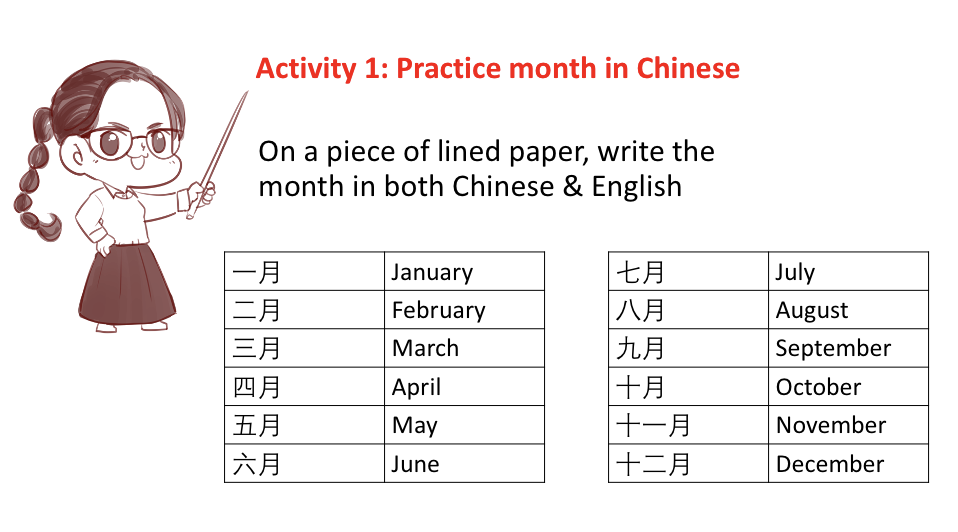 Activity 1: Practice month in Chinese
On a piece of lined paper, write the
month in both Chinese & English
一月 January
二月 February
三月 March
四月 April
五月 May
六月 June
七月 July
八月 August
九月 September
十月 October
十一月 November
十二月 December